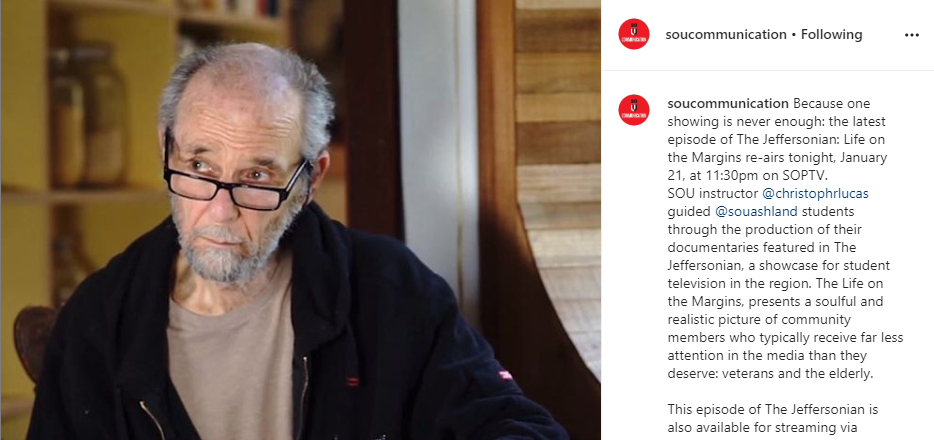 soucommunication • Following
soucommunication Because one
showing is never enough: the latest
episode of The Jeffersonian: Life on
the Margins re-airs tonight, January
21, at 11:30pm on SOPTV.
SOU instructor @christophrlucas
guided @souashland students
through the production of their
documentaries featured in The
Jeffersonian, a showcase for student
television in the region. The Life on
the Margins, presents a soulful and
realistic picture of community
members who typically receive far less
attention in the media than they
deserve: veterans and the elderly.
This episode of The Jeffersonian is
also available for streaming via